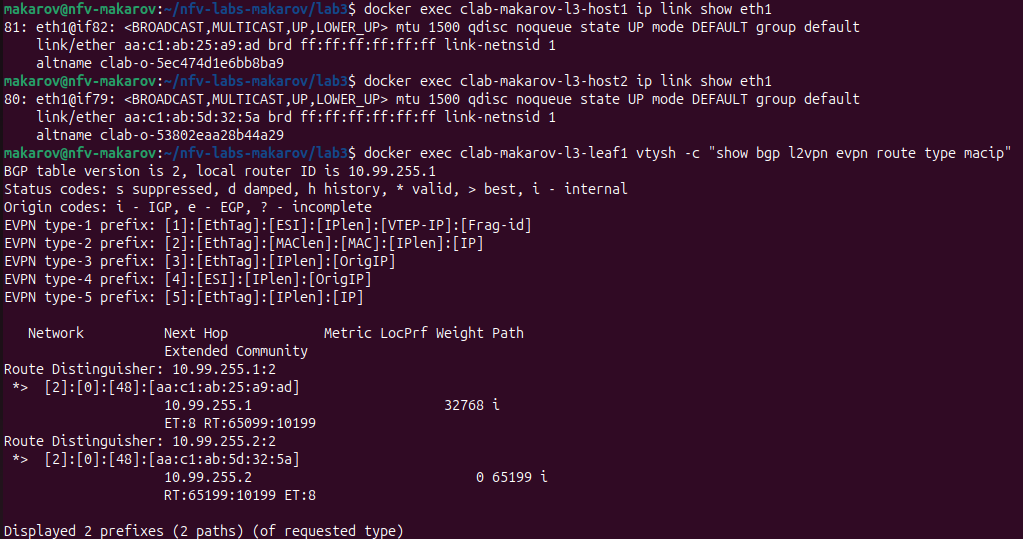 makarov@nfv-makarov:~/nfv-labs-makarov/lab3$ docker exec clab-makarov-l3-host1 ip link show eth1
81: eth1@if82: <BROADCAST,MULTICAST,UP,LOWER_UP> mtu 1500 qdisc noqueue state UP mode DEFAULT group default
    link/ether aa:c1:ab:25:a9:ad brd ff:ff:ff:ff:ff:ff link-netnsid 1
    altname clab-o-5ec474d1e6bb8ba9
makarov@nfv-makarov:~/nfv-labs-makarov/lab3$ docker exec clab-makarov-l3-host2 ip link show eth1
80: eth1@if79: <BROADCAST,MULTICAST,UP,LOWER_UP> mtu 1500 qdisc noqueue state UP mode DEFAULT group default
    link/ether aa:c1:ab:5d:32:5a brd ff:ff:ff:ff:ff:ff link-netnsid 1
    altname clab-o-53802eaa28b44a29
makarov@nfv-makarov:~/nfv-labs-makarov/lab3$ docker exec clab-makarov-l3-leaf1 vtysh -c "show bgp l2vpn evpn route type macip"
BGP table version is 2, local router ID is 10.99.255.1
Status codes: s suppressed, d damped, h history, * valid, > best, i - internal
Origin codes: i - IGP, e - EGP, ? - incomplete
EVPN type-1 prefix: [1]:[EthTag]:[ESI]:[IPlen]:[VTEP-IP]:[Frag-id]
EVPN type-2 prefix: [2]:[EthTag]:[MAClen]:[MAC]:[IPlen]:[IP]
EVPN type-3 prefix: [3]:[EthTag]:[IPlen]:[OrigIP]
EVPN type-4 prefix: [4]:[ESI]:[IPlen]:[OrigIP]
EVPN type-5 prefix: [5]:[EthTag]:[IPlen]:[IP]
   Network          Next Hop            Metric LocPrf Weight Path
                    Extended Community
Route Distinguisher: 10.99.255.1:2
 *>  [2]:[0]:[48]:[aa:c1:ab:25:a9:ad]
                    10.99.255.1                        32768 i
                    ET:8 RT:65099:10199
Route Distinguisher: 10.99.255.2:2
 *>  [2]:[0]:[48]:[aa:c1:ab:5d:32:5a]
                    10.99.255.2                            0 65199 i
                    RT:65199:10199 ET:8
Displayed 2 prefixes (2 paths) (of requested type)